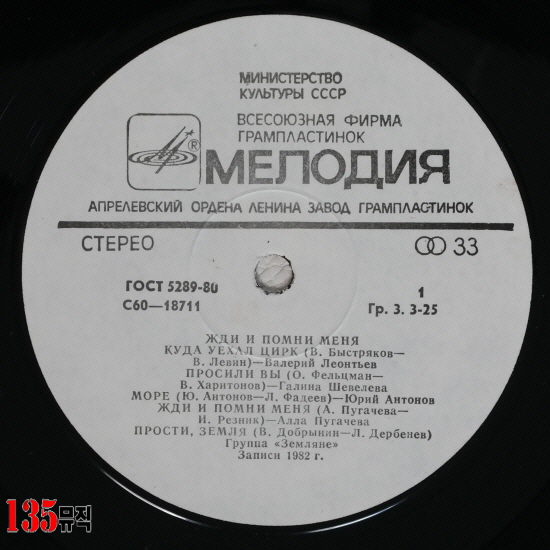 МИНИСТЕРСТВО
КУЛЬТУРЫ СССР
ВСЕСОЮЗНАЯ ФИРМА
ГРАМПЛАСТИНОК
® МЕЛОДИЯ
АПРЕЛЕВСКИЙ ОРДЕНА ЛЕНИНА ЗАВОД ГРАМПЛАСТИНОК
СТЕРЕО 33
ГОСТ 5289-80 1
С60—18711 Гр. 3. 3-25
ЖДИ И ПОМНИ МЕНЯ
КУДА УЕХАЛ ЦИРК (В. Быстряков—
В. Левин)—Валерий Леонтьев
ПРОСИЛИ ВЫ (О. Фельцман—
В. Харитонов)—Галина Шевелева
МОРЕ (Ю. Антонов—Л. Фадеев)—Юрий Антонов
ЖДИ И ПОМНИ МЕНЯ (А. Пугачева—
И. Резник)—Алла Пугачева
ПРОСТИ, ЗЕМЛЯ (В. Добрынин—Л. Дербенев)
Группа «Земляне»
Записи 1982 г.
135뮤직